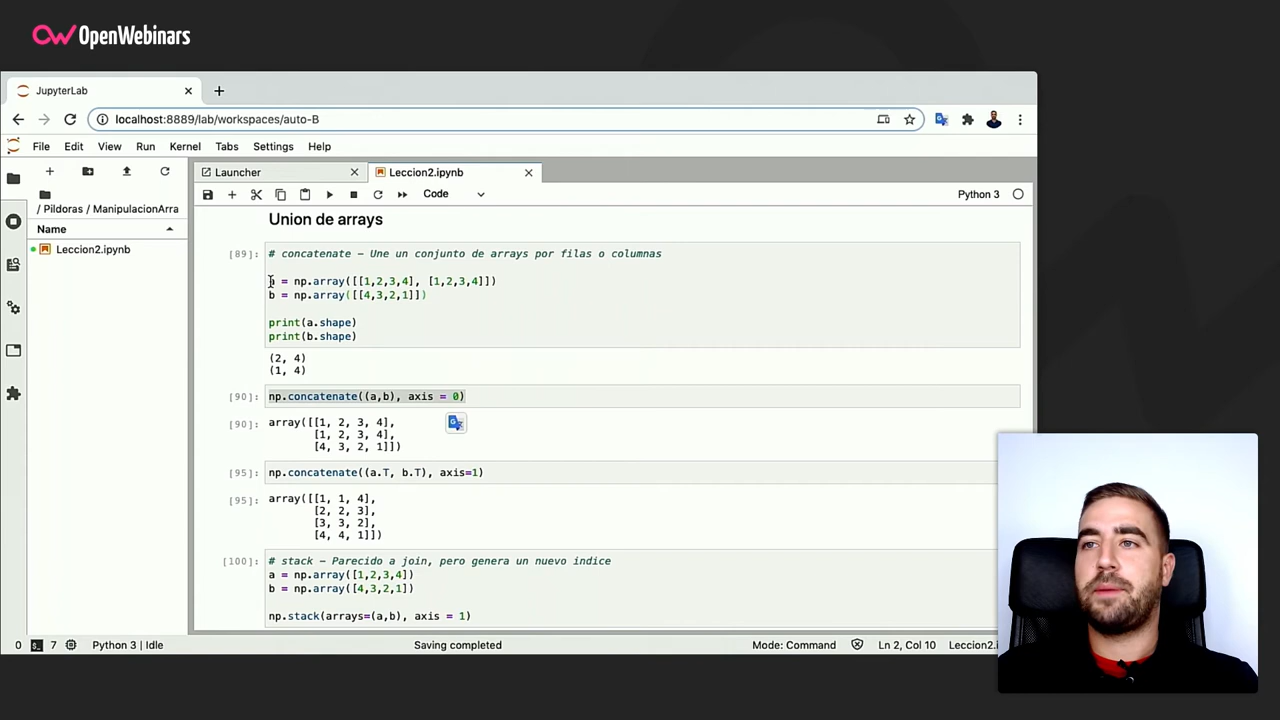 OpenWebinars
JupyterLab
localhost:8889/lab/workspaces/auto-B
File Edit View Run Kernel Tabs Settings Help
Launcher
Leccion2.ipynb
Code
Python 3
/ Pildoras / ManipulacionArra
Name
Leccion2.ipynb
Union de arrays
[89]:
# concatenate – Une un conjunto de arrays por filas o columnas
a = np.array([[1,2,3,4], [1,2,3,4]])
b = np.array([[4,3,2,1]])
print(a.shape)
print(b.shape)
(2, 4)
(1, 4)
[90]:
np.concatenate((a,b), axis = 0)
[90]:
array([[1, 2, 3, 4],
[1, 2, 3, 4],
[4, 3, 2, 1]])
[95]:
np.concatenate((a.T, b.T), axis=1)
[95]:
array([[1, 1, 4],
[2, 2, 3],
[3, 3, 2],
[4, 4, 1]])
[100]:
# stack – Parecido a join, pero genera un nuevo indice
a = np.array([1,2,3,4])
b = np.array([4,3,2,1])
np.stack(arrays=(a,b), axis = 1)
0 7 Python 3 | Idle Saving completed Mode: Command Ln 2, Col 10 Leccion2.i